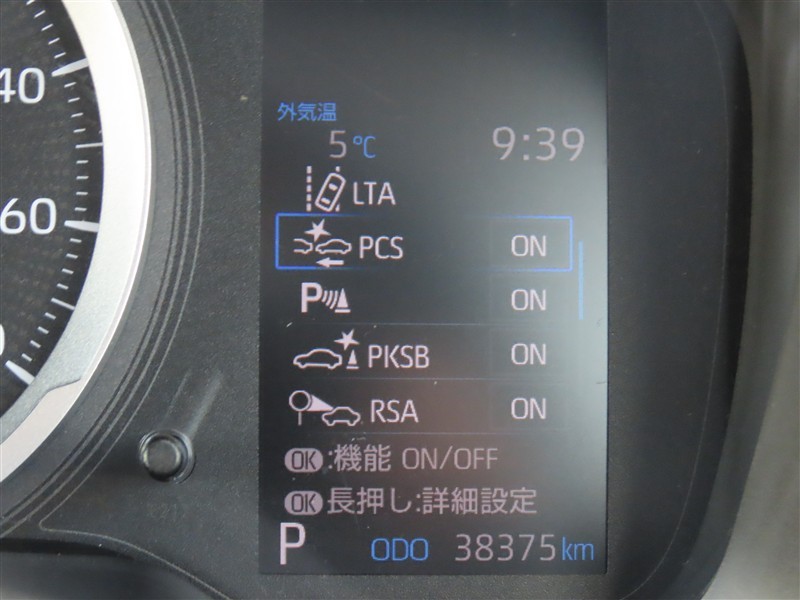 40
60
外気温
5℃ 9:39
LTA
PCS ON
P ON
PKSB ON
RSA ON
OK:機能 ON/OFF
OK長押し:詳細設定
P ODO 38375km